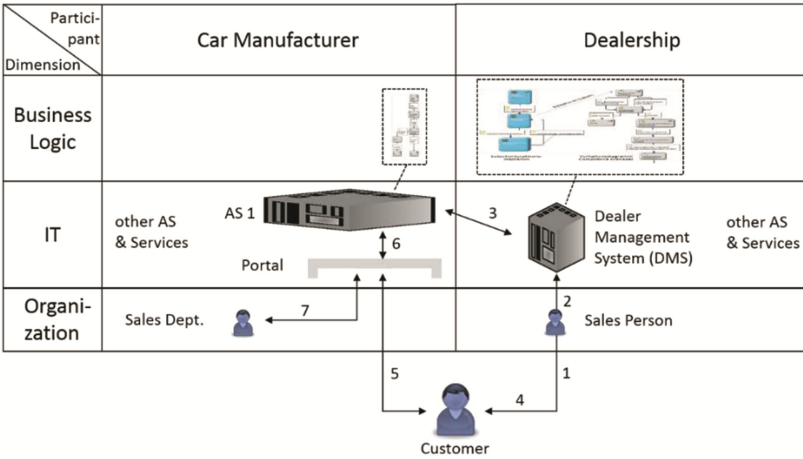 Partici-
pant
Dimension
Car Manufacturer
Dealership
Business
Logic
IT
other AS
& Services
AS 1
3
Dealer
Management
System (DMS)
other AS
& Services
6
Portal
Organi-
zation
Sales Dept.
7
2
Sales Person
5
1
4
Customer